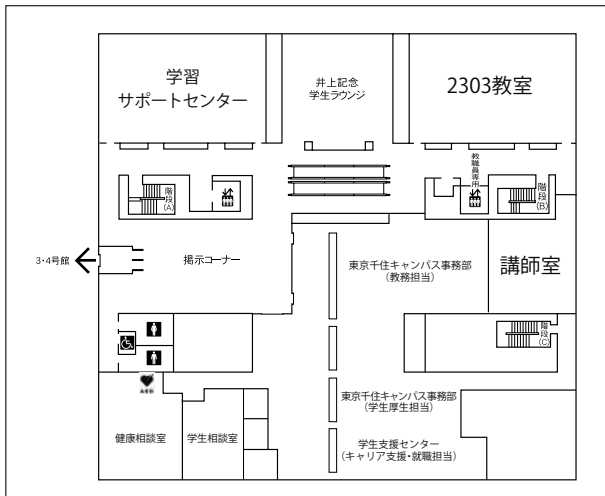 学習
サポートセンター
井上記念
学生ラウンジ
2303教室
教職員専用
階段
(A)
階段
(B)
3・4号館
掲示コーナー
東京千住キャンパス事務部
(教務担当)
講師室
階段
(C)
AED
東京千住キャンパス事務部
(学生厚生担当)
健康相談室
学生相談室
学生支援センター
(キャリア支援・就職担当)